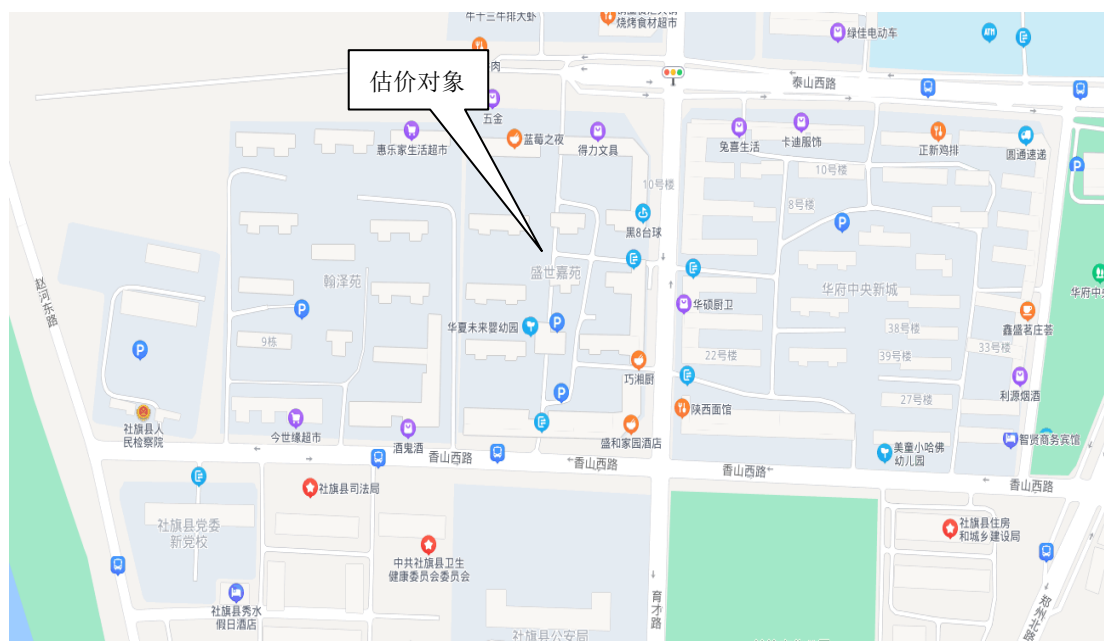 牛十三牛排大虾
烧烤食材超市
绿佳电动车
ATM
肉
估价对象
泰山西路
五金
惠乐家生活超市
蓝莓之夜
得力文具
兔喜生活
卡迪服饰
正新鸡排
圆通速递
10号楼
10号楼
8号楼
黑8台球
P
P
赵河东路
翰泽苑
盛世嘉苑
华府中央新城
华府中央
华硕厨卫
鑫盛茗庄荟
P
P
P
华夏未来婴幼园
9栋
38号楼
33号楼
22号楼
39号楼
巧湘厨
P
利源烟酒
27号楼
陕西面馆
社旗县人
民检察院
今世缘超市
酒鬼酒
盛和家园酒店
美童小哈佛
幼儿园
智贤商务宾馆
香山西路
香山西路
香山西路
香山西路
社旗县司法局
社旗县党委
新党校
社旗县住房
和城乡建设局
中共社旗县卫生
健康委员会委员会
社旗县秀水
假日酒店
育才路
郑州北路
社旗县公安局